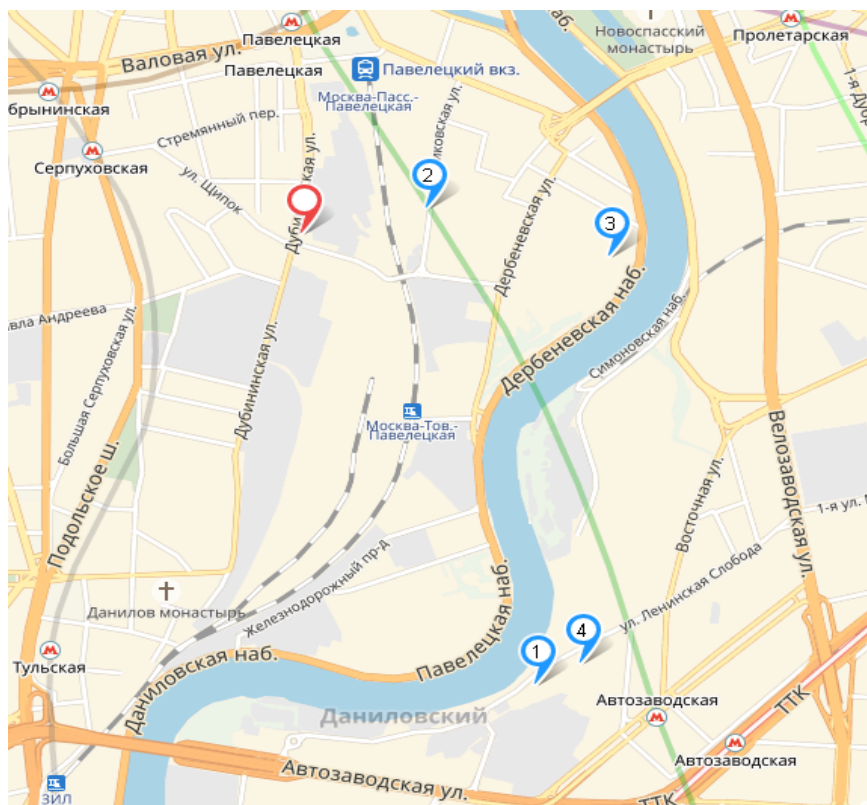 Павелецкая
Новоспасский
монастырь
Пролетарская
Валовая ул.
Павелецкая
Павелецкий вкз.
1-я Дубр
Москва-Пасс.-
Павелецкая
брынинская
Стремянный пер.
Серпуховская
ул. Щипок
2
3
Дербеневская ул.
Дербеневская наб.
Симоновская наб.
вла Андреева
Большая Серпуховская ул.
Дубининская ул.
Москва-Тов.-
Павелецкая
Подольское ш.
Велозаводская ул.
Восточная ул.
1-я ул.
Железнодорожный пр-д
Данилов монастырь
ул. Ленинская Слобода
Павелецкая наб.
Тульская
Даниловская наб.
1
4
Даниловский
Автозаводская
ТТК
Автозаводская
Автозаводская ул.
ЗИЛ
ТТК